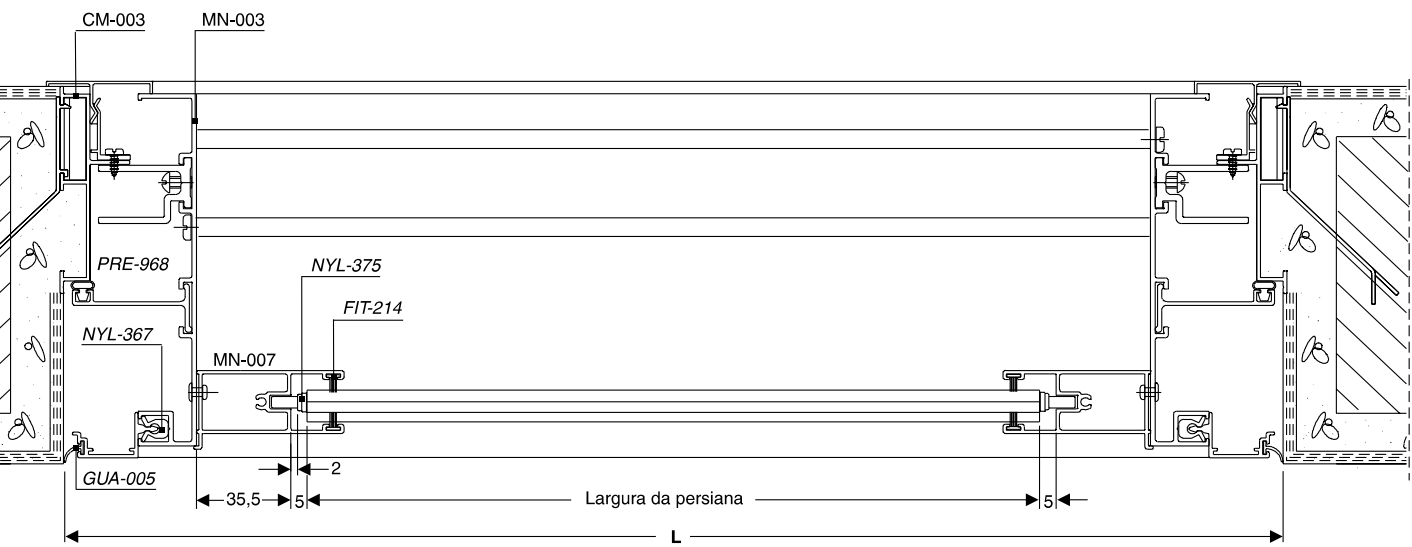 CM-003
MN-003
PRE-968
NYL-375
FIT-214
NYL-367
MN-007
GUA-005
2
35,5
5
Largura da persiana
5
L